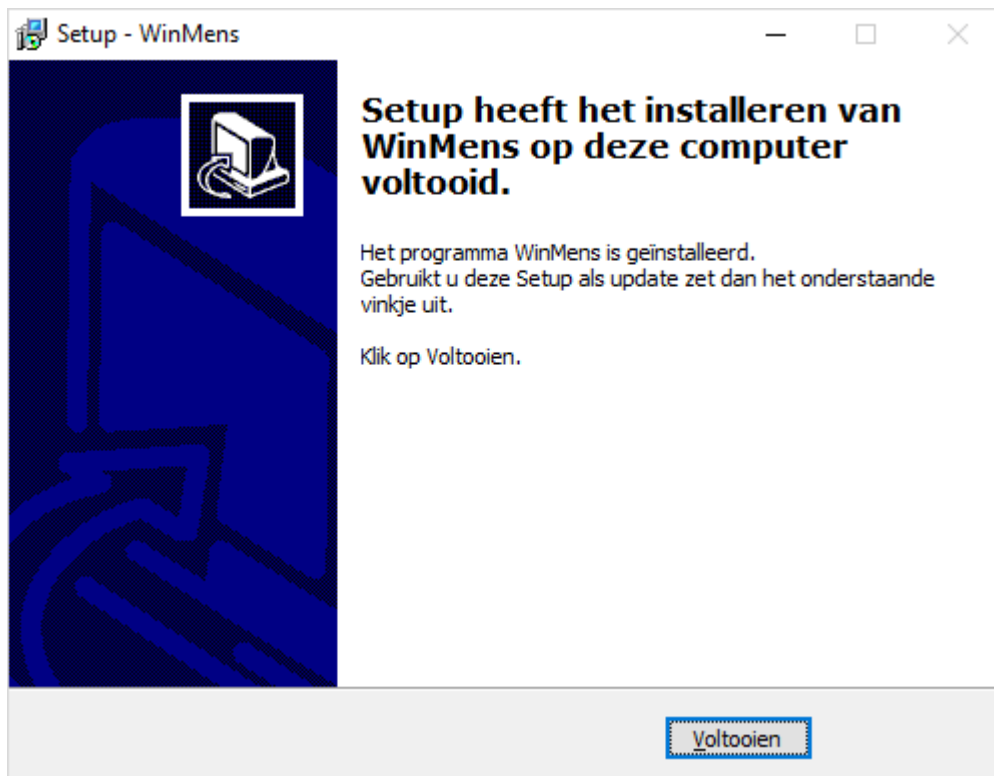 Setup - WinMens
Setup heeft het installeren van
WinMens op deze computer
voltooid.
Het programma WinMens is geïnstalleerd.
Gebruikt u deze Setup als update zet dan het onderstaande
vinkje uit.
Klik op Voltooien.
Voltooien